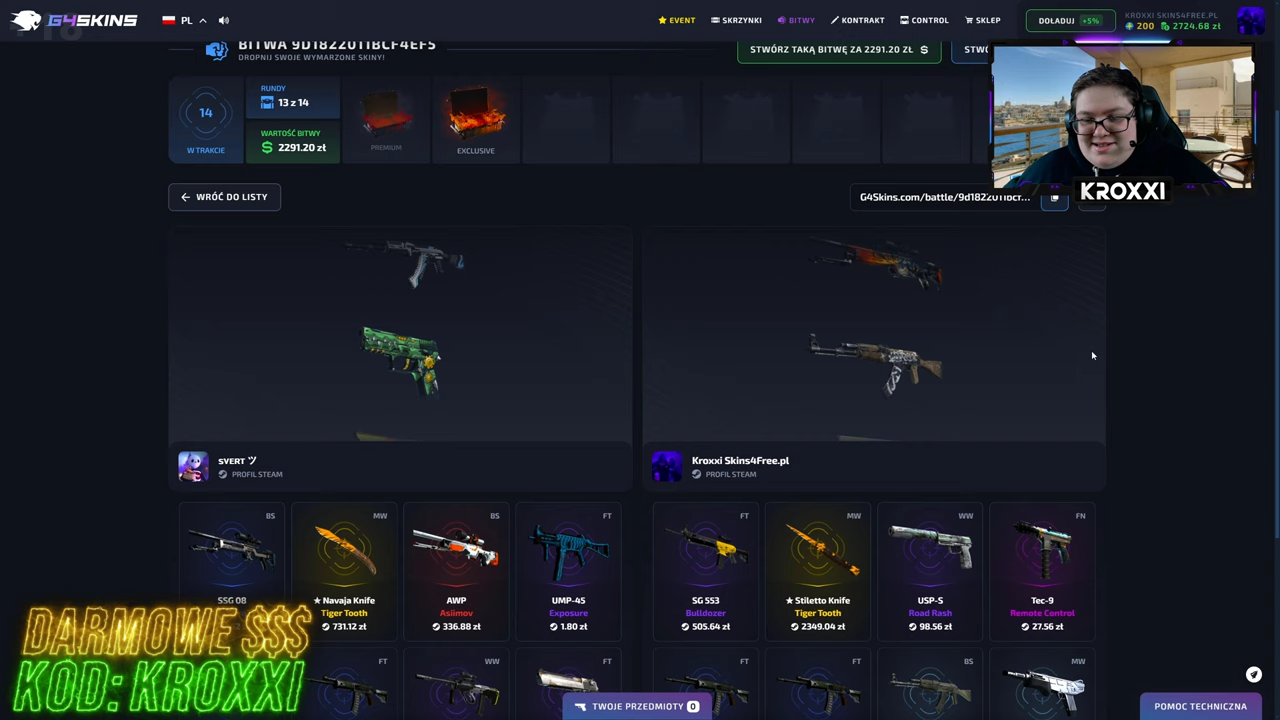 G4SKINS
PL
EVENT
SKRZYNKI
BITWY
KONTRAKT
CONTROL
SKLEP
DOŁADUJ +5%
KROXXI SKINS4FREE.PL
200 2724.68 zł
BITWA 9D1822011BCF4EF5
DROPNIJ SWOJE WYMARZONE SKINY!
STWÓRZ TAKĄ BITWĘ ZA 2291.20 ZŁ $
14
W TRAKCIE
RUNDY
13 z 14
WARTOŚĆ BITWY
$ 2291.20 zł
PREMIUM
EXCLUSIVE
KROXXI
WRÓĆ DO LISTY
G4Skins.com/battle/9d1822011bcf...
sᴠᴇʀᴛ ツ
PROFIL STEAM
Kroxxi Skins4Free.pl
PROFIL STEAM
BS
SSG 08
MW
★ Navaja Knife
Tiger Tooth
731.12 zł
BS
AWP
Asiimov
336.88 zł
FT
UMP-45
Exposure
1.80 zł
FT
SG 553
Bulldozer
505.64 zł
MW
★ Stiletto Knife
Tiger Tooth
2349.04 zł
WW
USP-S
Road Rash
98.56 zł
FN
Tec-9
Remote Control
27.56 zł
DARMOWE $$$
KOD: KROXXI
FT
WW
FT
FT
FT
BS
MW
TWOJE PRZEDMIOTY 0
POMOC TECHNICZNA